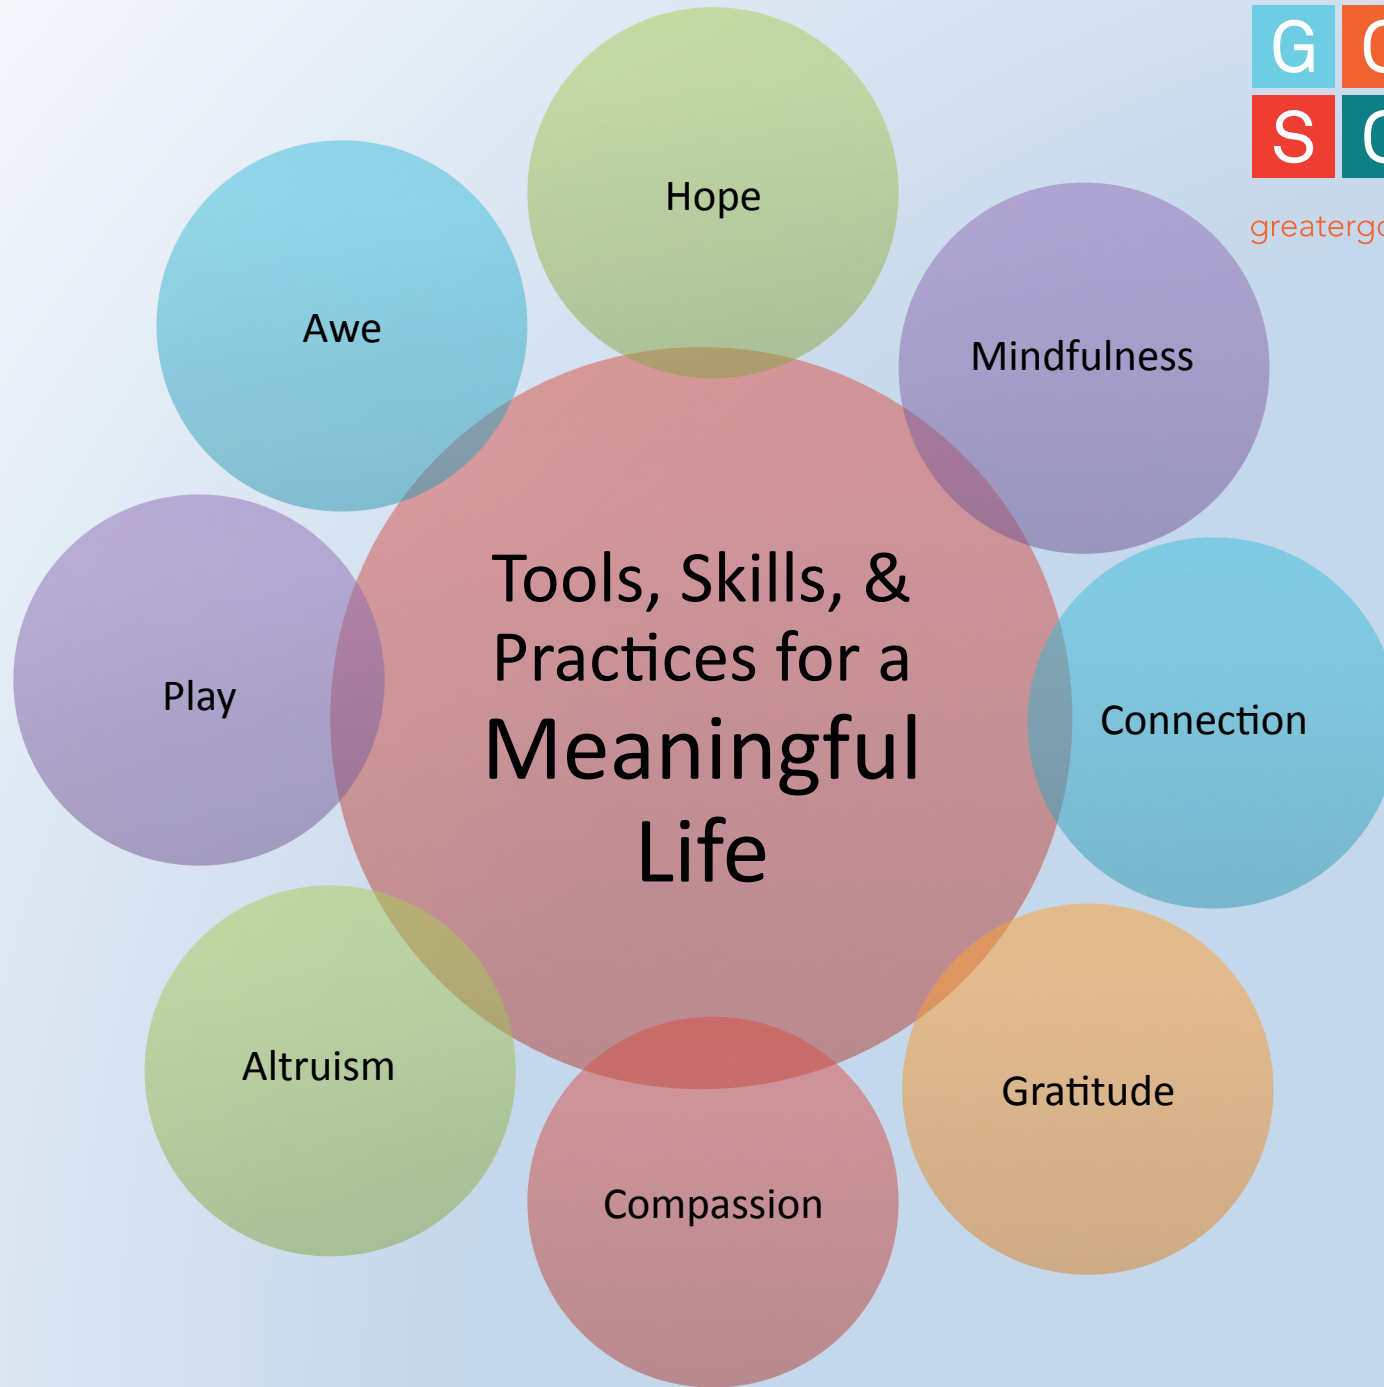 G
S
Hope
Awe
Mindfulness
Tools, Skills, &
Practices for a
Meaningful
Life
Play
Connection
Altruism
Gratitude
Compassion